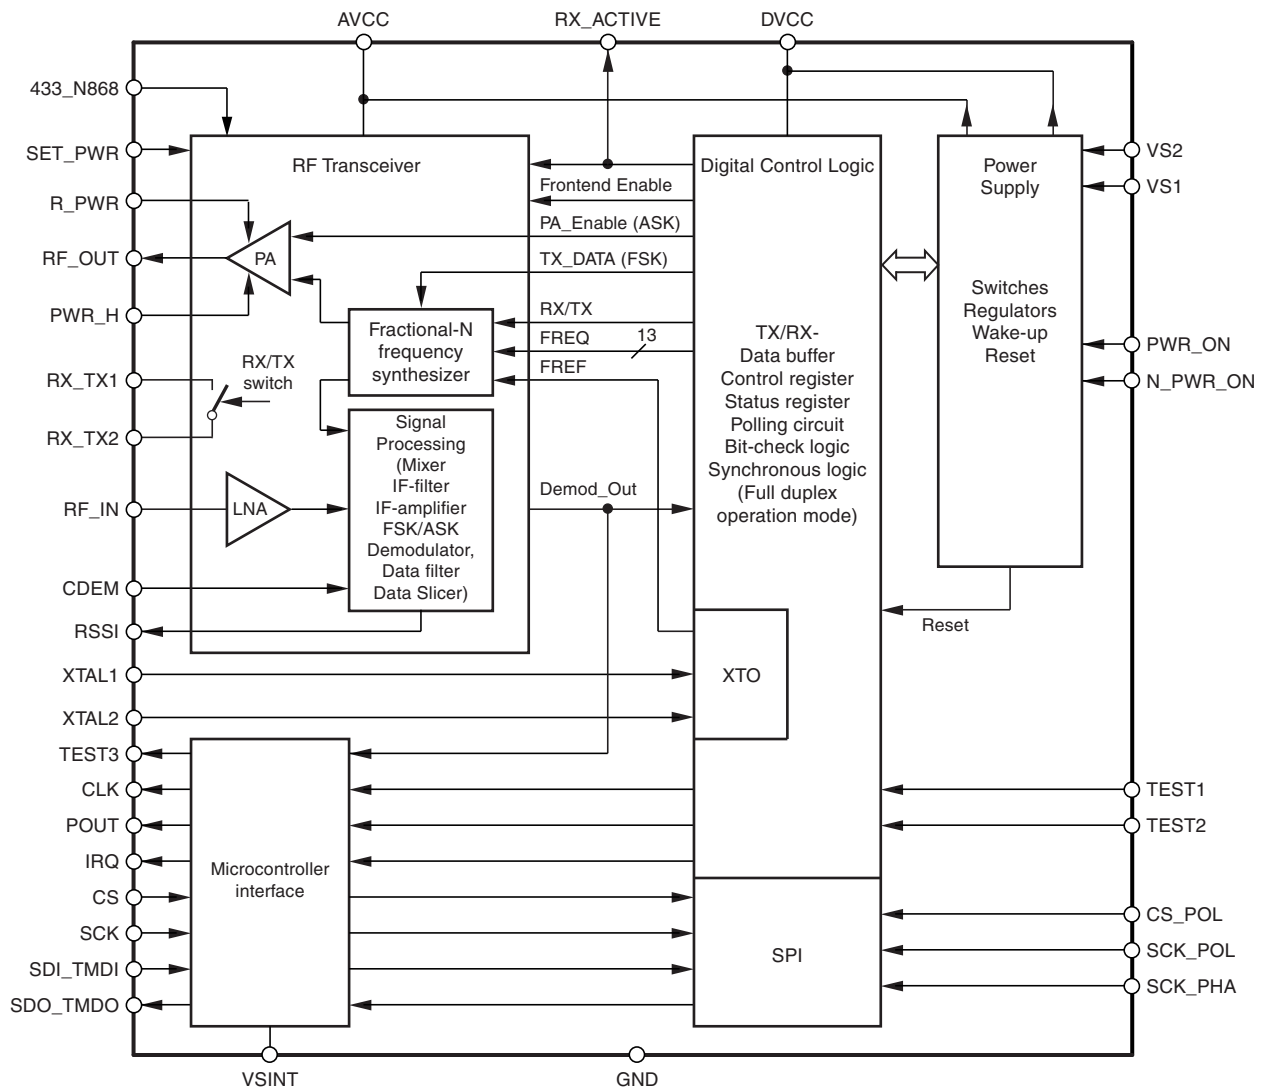 AVCC
RX_ACTIVE
DVCC
433_N868
SET_PWR
R_PWR
RF_OUT
PWR_H
RX_TX1
RX_TX2
RF_IN
CDEM
RSSI
XTAL1
XTAL2
TEST3
CLK
POUT
IRQ
CS
SCK
SDI_TMDI
SDO_TMDO
RF Transceiver
PA
RX/TX
switch
LNA
Fractional-N
frequency
synthesizer
Signal
Processing
(Mixer
IF-filter
IF-amplifier
FSK/ASK
Demodulator,
Data filter
Data Slicer)
Frontend Enable
PA_Enable (ASK)
TX_DATA (FSK)
RX/TX
FREQ
13
FREF
Demod_Out
Digital Control Logic
TX/RX-
Data buffer
Control register
Status register
Polling circuit
Bit-check logic
Synchronous logic
(Full duplex
operation mode)
XTO
SPI
Microcontroller
interface
Power
Supply
Switches
Regulators
Wake-up
Reset
Reset
VS2
VS1
PWR_ON
N_PWR_ON
TEST1
TEST2
CS_POL
SCK_POL
SCK_PHA
VSINT
GND